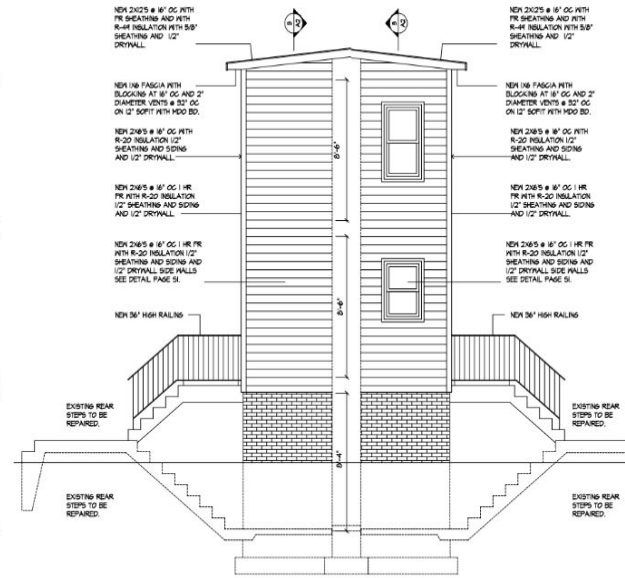 NEW 2X12'S @ 16" OC WITH
FR SHEATHING AND WITH
R-49 INSULATION WITH 5/8"
SHEATHING AND 1/2"
DRYWALL.
NEW 2X12'S @ 16" OC WITH
FR SHEATHING AND WITH
R-49 INSULATION WITH 5/8"
SHEATHING AND 1/2"
DRYWALL.
NEW 1X6 FASCIA WITH
BLOCKING AT 16" OC AND 2"
DIAMETER VENTS @ 32" OC
ON 12" SOFIT WITH MDO BD.
NEW 1X6 FASCIA WITH
BLOCKING AT 16" OC AND 2"
DIAMETER VENTS @ 32" OC
ON 12" SOFIT WITH MDO BD.
NEW 2X6'S @ 16" OC WITH
R-20 INSULATION 1/2"
SHEATHING AND SIDING
AND 1/2" DRYWALL.
NEW 2X6'S @ 16" OC WITH
R-20 INSULATION 1/2"
SHEATHING AND SIDING
AND 1/2" DRYWALL.
8'-6"
NEW 2X6'S @ 16" OC 1 HR
FR WITH R-20 INSULATION
1/2" SHEATHING AND SIDING
AND 1/2" DRYWALL.
NEW 2X6'S @ 16" OC 1 HR
FR WITH R-20 INSULATION
1/2" SHEATHING AND SIDING
AND 1/2" DRYWALL.
NEW 2X6'S @ 16" OC 1 HR FR
WITH R-20 INSULATION 1/2"
SHEATHING AND SIDING AND
1/2" DRYWALL SIDE WALLS
SEE DETAIL PAGE S1.
NEW 2X6'S @ 16" OC 1 HR FR
WITH R-20 INSULATION 1/2"
SHEATHING AND SIDING AND
1/2" DRYWALL SIDE WALLS
SEE DETAIL PAGE S1.
8'-6"
NEW 36" HIGH RAILING
NEW 36" HIGH RAILING
EXISTING REAR
STEPS TO BE
REPAIRED.
EXISTING REAR
STEPS TO BE
REPAIRED.
8'-4"
EXISTING REAR
STEPS TO BE
REPAIRED.
EXISTING REAR
STEPS TO BE
REPAIRED.